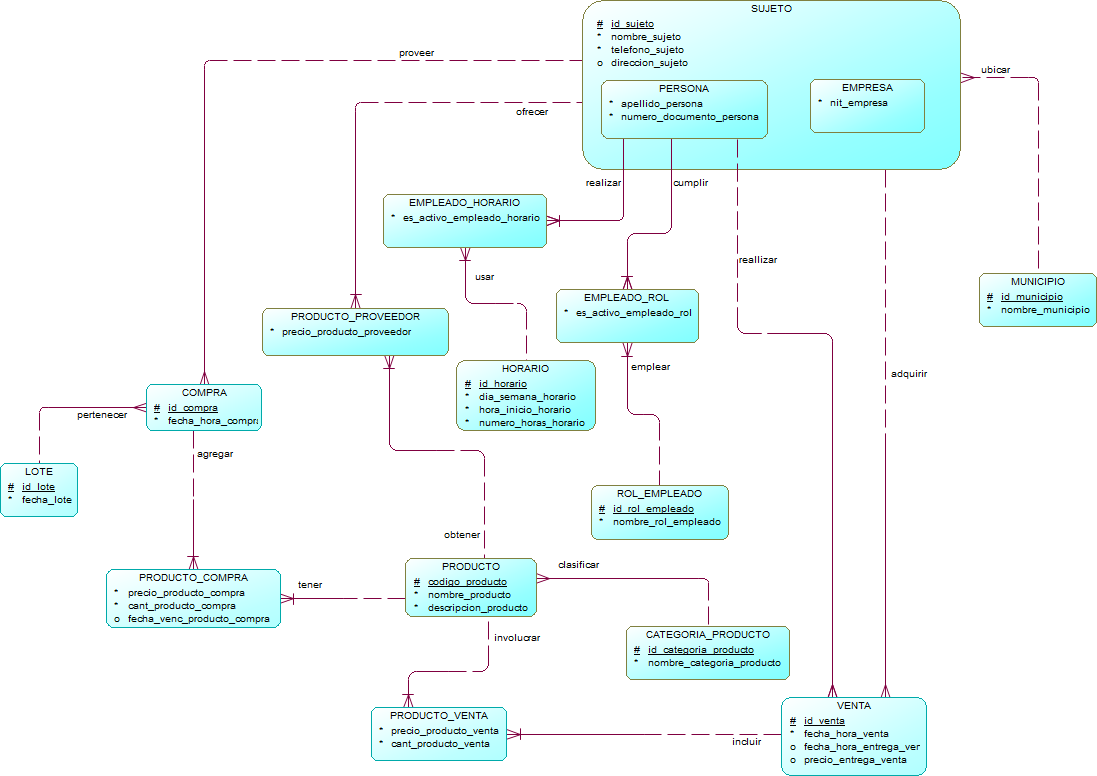 SUJETO
# id_sujeto
* nombre_sujeto
* telefono_sujeto
o direccion_sujeto
PERSONA
* apellido_persona
* numero_documento_persona
EMPRESA
* nit_empresa
proveer
ofrecer
ubicar
realizar
cumplir
EMPLEADO_HORARIO
* es_activo_empleado_horario
usar
reallizar
MUNICIPIO
# id_municipio
* nombre_municipio
EMPLEADO_ROL
* es_activo_empleado_rol
PRODUCTO_PROVEEDOR
* precio_producto_proveedor
HORARIO
# id_horario
* dia_semana_horario
* hora_inicio_horario
* numero_horas_horario
emplear
adquirir
COMPRA
# id_compra
* fecha_hora_compra
pertenecer
agregar
LOTE
# id_lote
* fecha_lote
ROL_EMPLEADO
# id_rol_empleado
* nombre_rol_empleado
obtener
PRODUCTO
# codigo_producto
* nombre_producto
* descripcion_producto
clasificar
PRODUCTO_COMPRA
* precio_producto_compra
* cant_producto_compra
o fecha_venc_producto_compra
tener
involucrar
CATEGORIA_PRODUCTO
# id_categoria_producto
* nombre_categoria_producto
PRODUCTO_VENTA
* precio_producto_venta
* cant_producto_venta
incluir
VENTA
# id_venta
* fecha_hora_venta
o fecha_hora_entrega_ver
o precio_entrega_venta